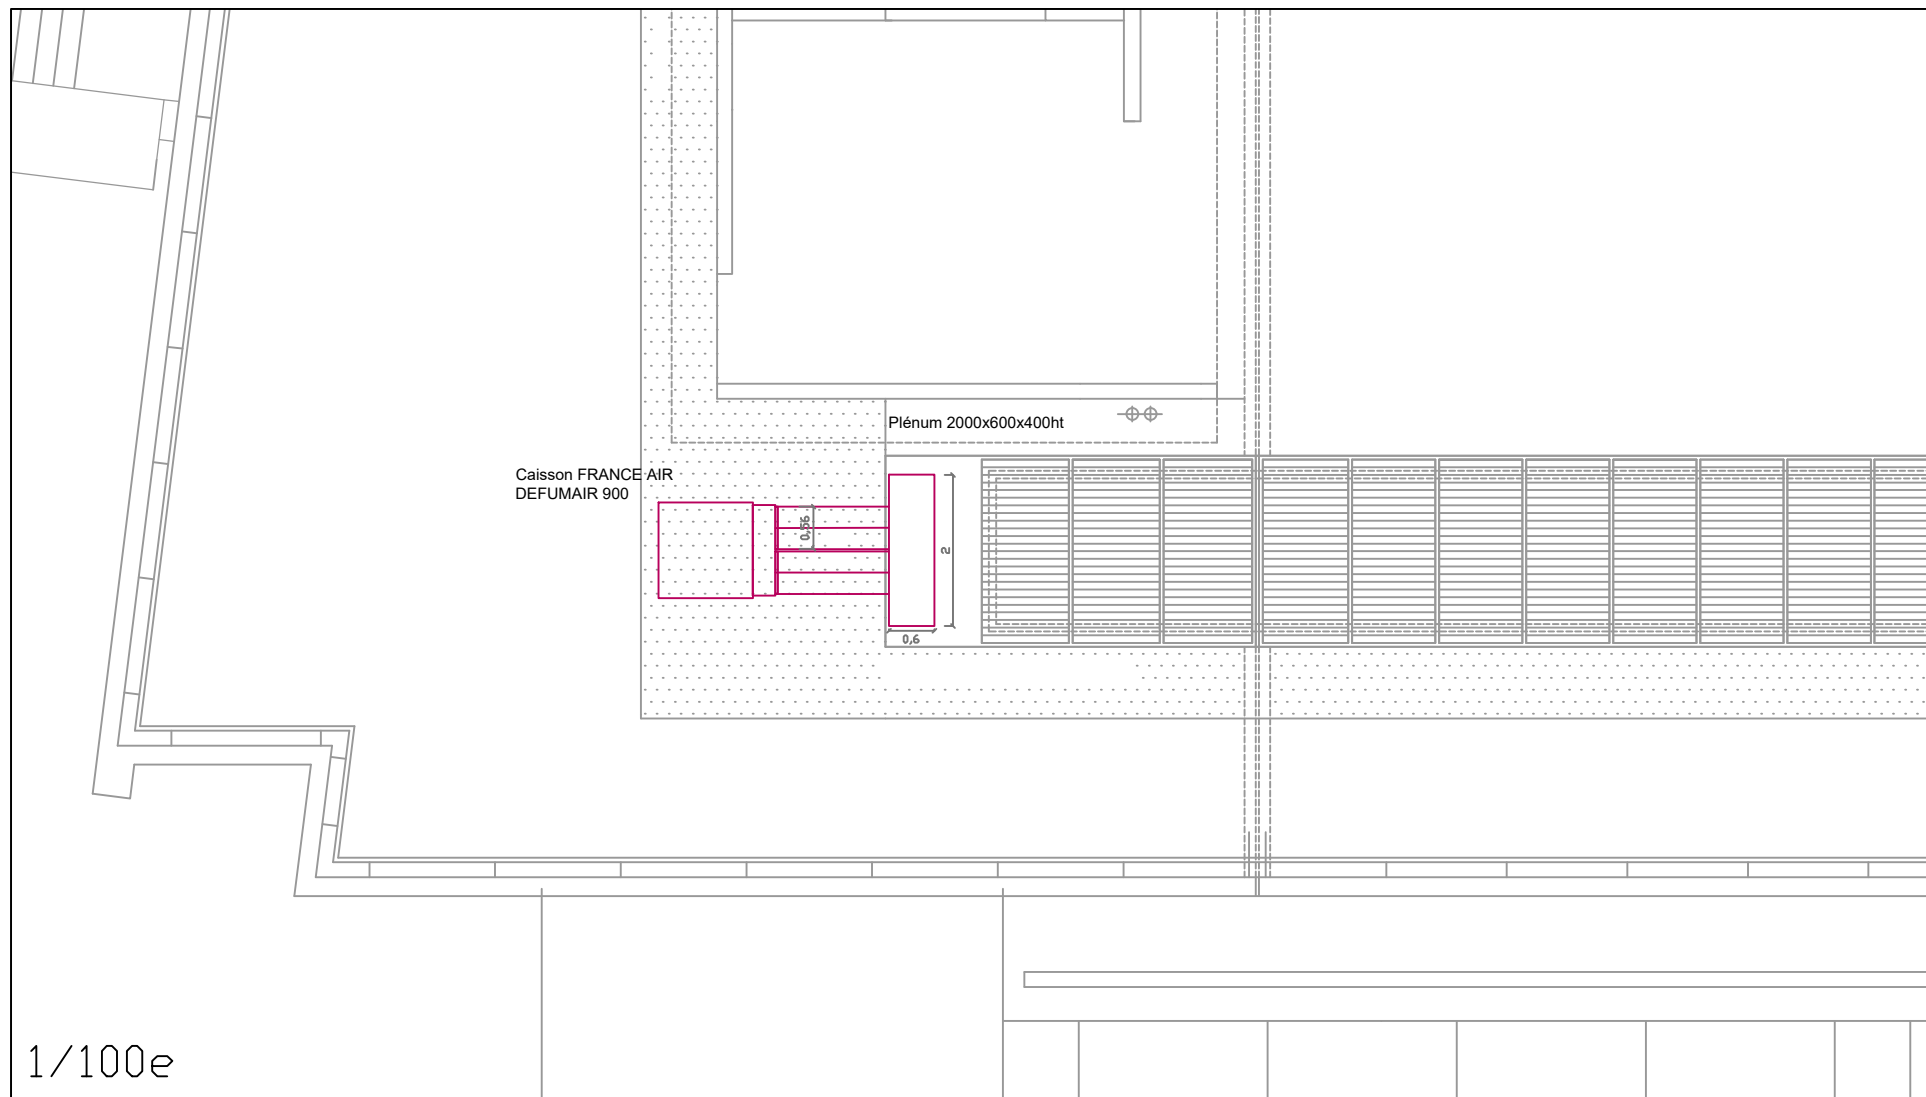 Plénum 2000x600x400ht
Caisson FRANCE AIR
DEFUMAIR 900
0,56
2
0,6
1/100e